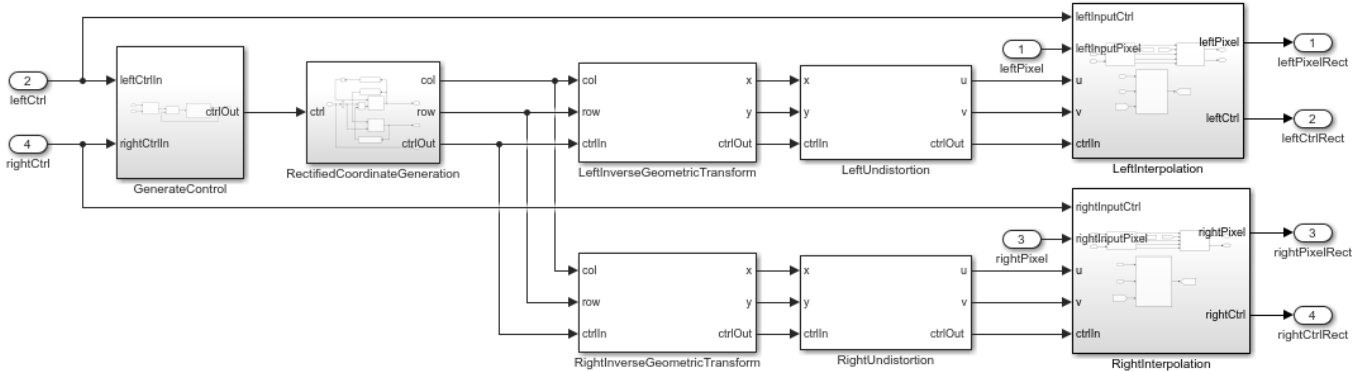 leftInputCtrl
leftPixel
1
leftPixelRect
leftInputPixel
1
leftPixel
2
leftCtrl
leftCtrlIn
ctrlOut
rightCtrlIn
GenerateControl
4
rightCtrl
ctrl
col
row
ctrlOut
RectifiedCoordinateGeneration
col
row
ctrlIn
x
y
ctrlOut
LeftInverseGeometricTransform
x
y
ctrlIn
u
v
ctrlOut
LeftUndistortion
u
v
ctrlIn
leftCtrl
2
leftCtrlRect
LeftInterpolation
rightInputCtrl
rightInputPixel
3
rightPixel
rightPixel
3
rightPixelRect
col
row
ctrlIn
x
y
ctrlOut
RightInverseGeometricTransform
x
y
ctrlIn
u
v
ctrlOut
RightUndistortion
u
v
ctrlIn
rightCtrl
4
rightCtrlRect
RightInterpolation